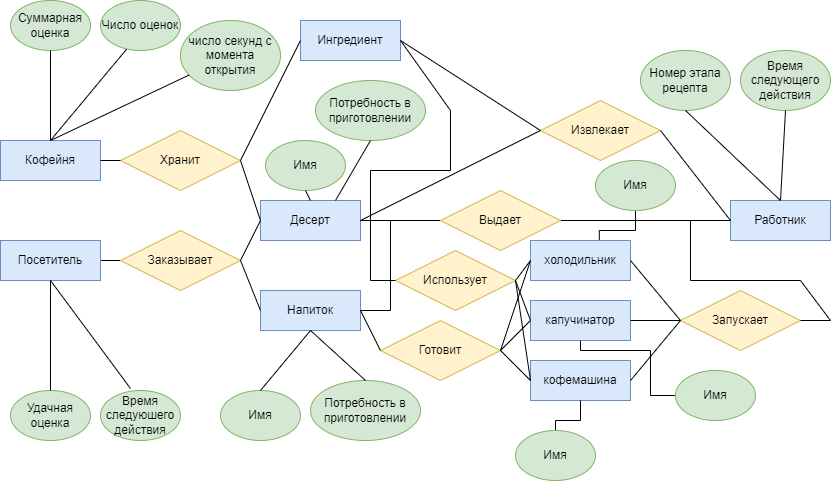 Суммарная
оценка
Число оценок
число секунд с
момента
открытия
Ингредиент
Номер этапа
рецепта
Время
следующего
действия
Потребность в
приготовлении
Извлекает
Кофейня
Хранит
Имя
Имя
Десерт
Выдает
Работник
Посетитель
Заказывает
холодильник
Использует
Напиток
капучинатор
Запускает
Готовит
кофемашина
Удачная
оценка
Время
следуюшего
действия
Имя
Потребность в
приготовлении
Имя
Имя